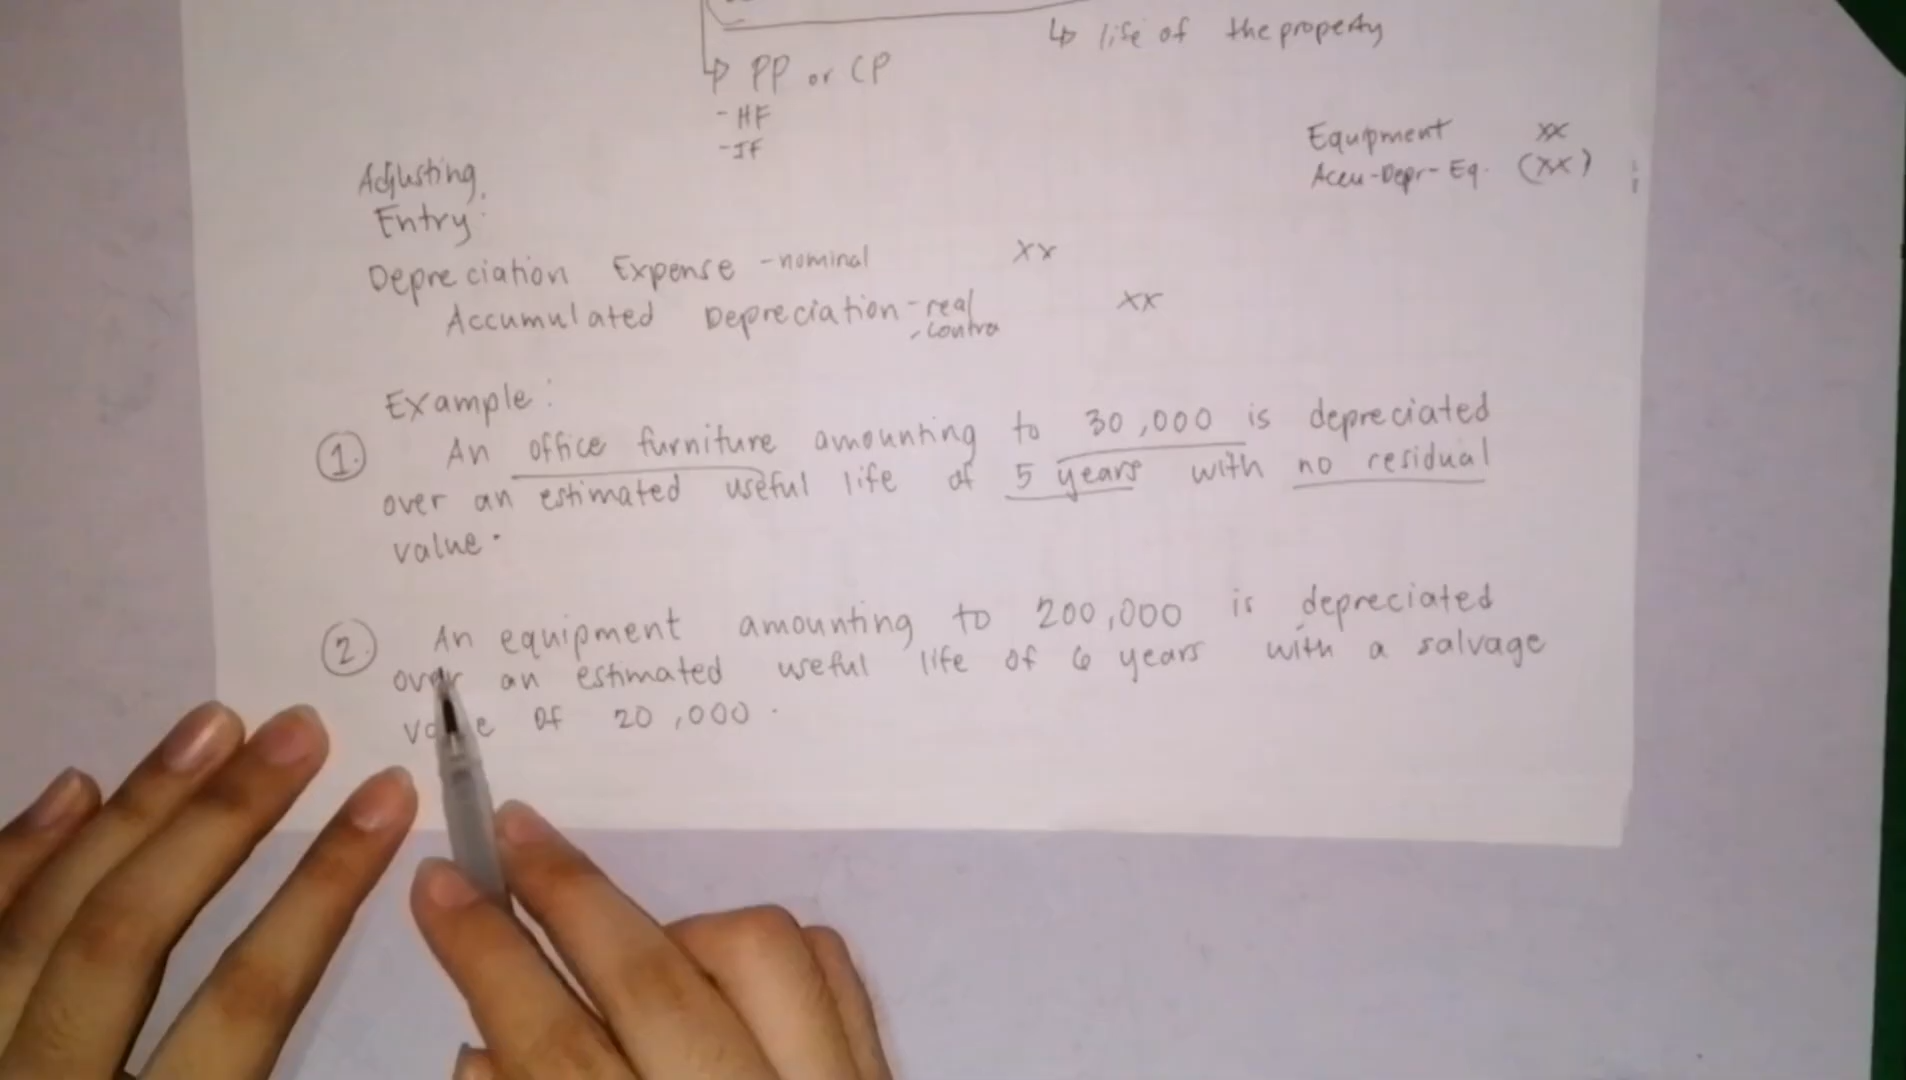 ↳ life of the property
↳ PP or CP
- HF
- IF
Equipment xx
Accu-Depr-Eq. (xx)
Adjusting
Entry:
Depreciation Expense - nominal xx
Accumulated Depreciation - real xx
- contra
Example:
1. An office furniture amounting to 30,000 is depreciated
over an estimated useful life of 5 years with no residual
value.
2. An equipment amounting to 200,000 is depreciated
over an estimated useful life of 6 years with a salvage
value of 20,000.